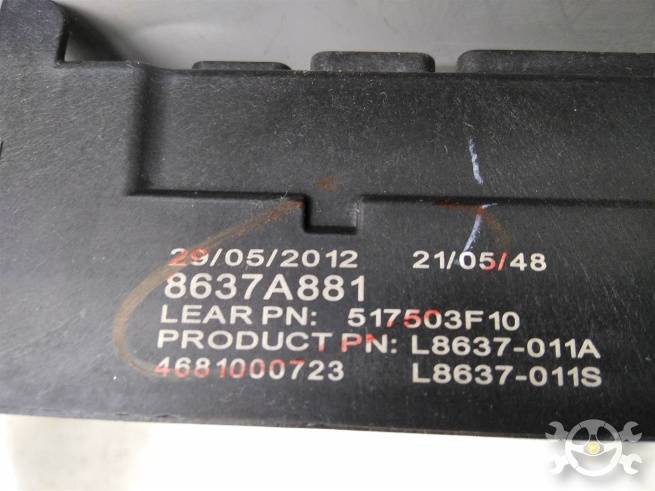 29/05/2012 21/05/48
8637A881
LEAR PN: 517503F10
PRODUCT PN: L8637-011A
4681000723 L8637-011S